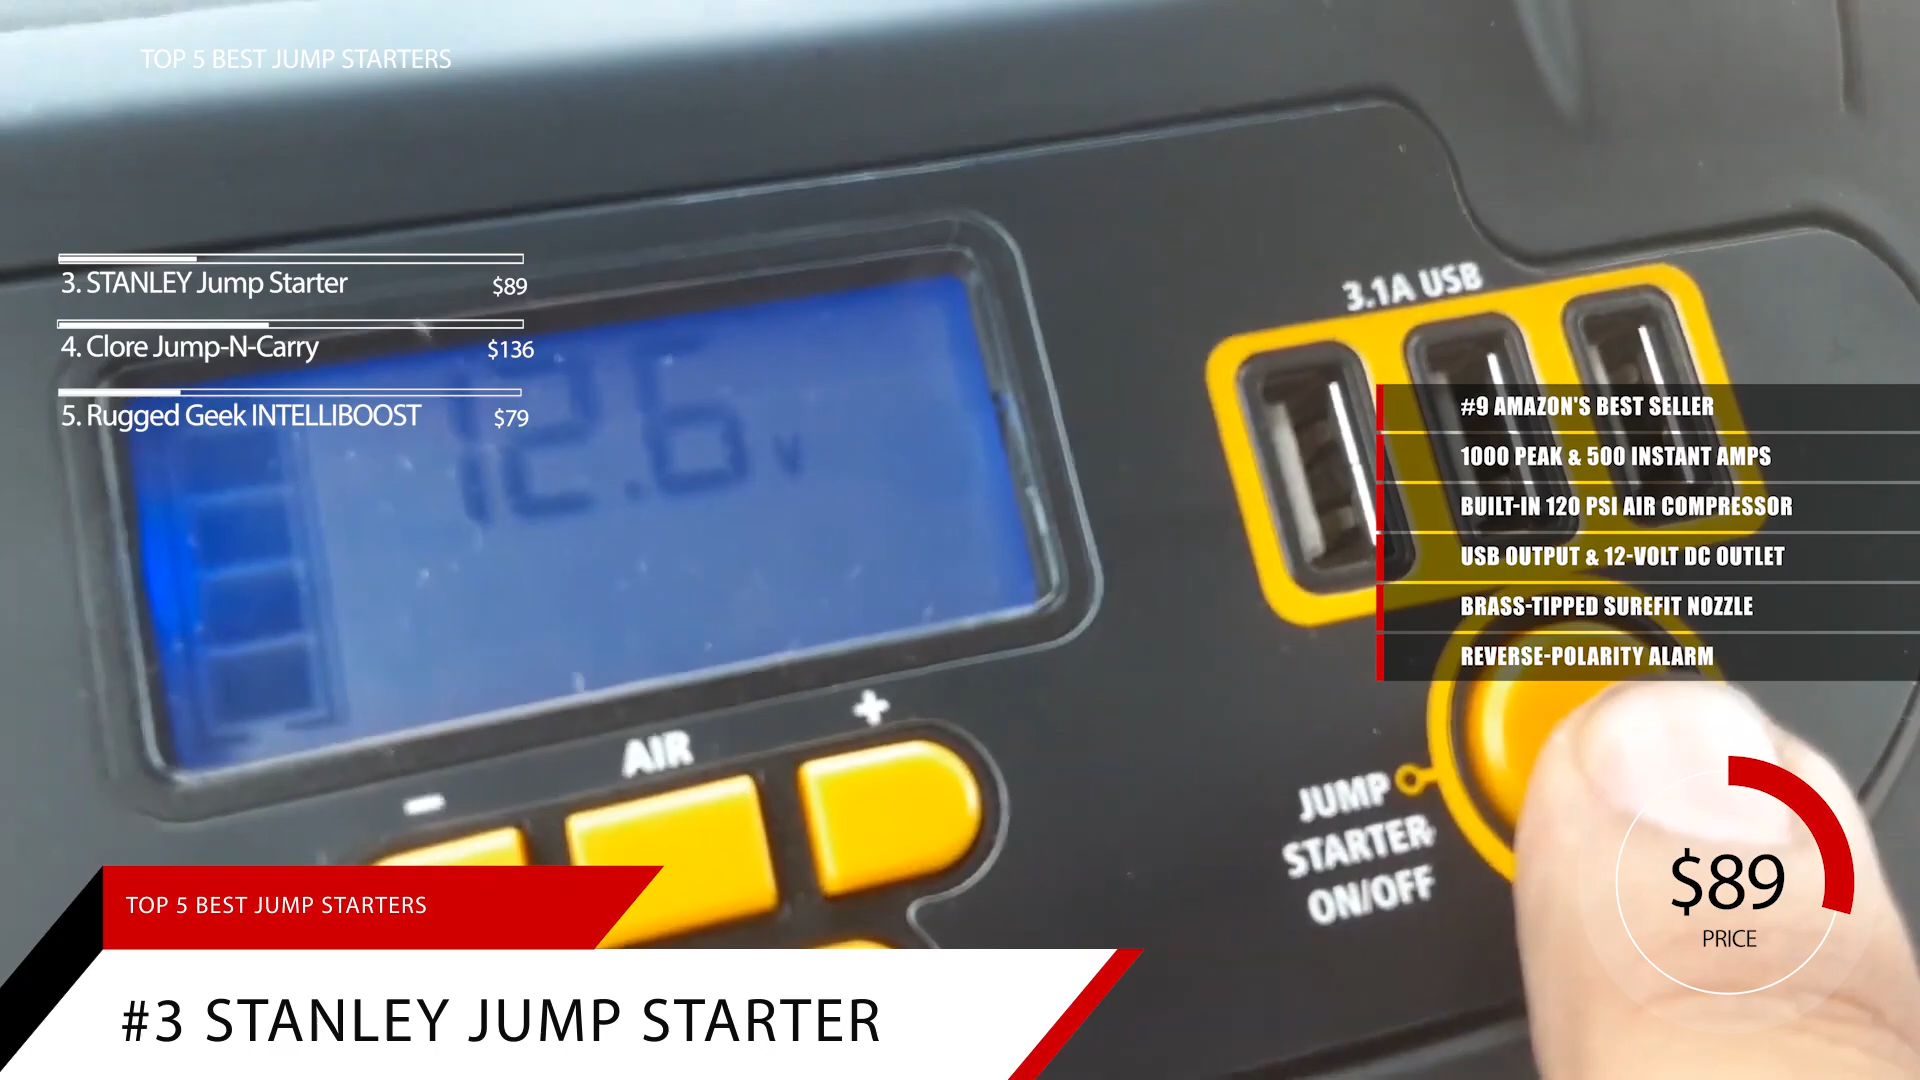 TOP 5 BEST JUMP STARTERS
3. STANLEY Jump Starter $89
4. Clore Jump-N-Carry $136
5. Rugged Geek INTELLIBOOST $79
12.6 V
3.1A USB
#9 AMAZON'S BEST SELLER
1000 PEAK & 500 INSTANT AMPS
BUILT-IN 120 PSI AIR COMPRESSOR
USB OUTPUT & 12-VOLT DC OUTLET
BRASS-TIPPED SUREFIT NOZZLE
REVERSE-POLARITY ALARM
- AIR +
JUMP
STARTER
ON/OFF
$89
PRICE
TOP 5 BEST JUMP STARTERS
#3 STANLEY JUMP STARTER